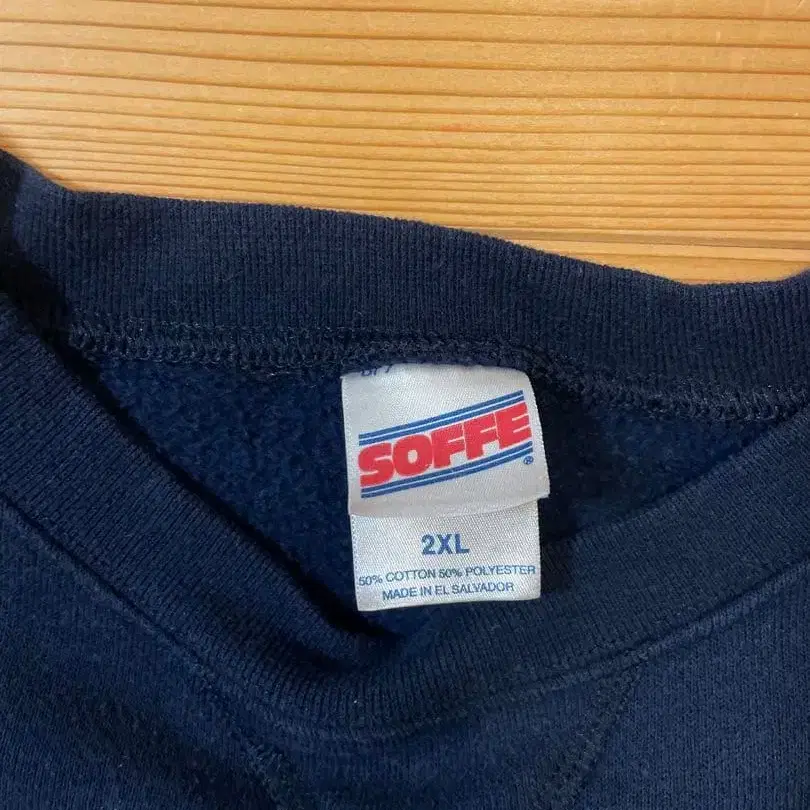 SOFFE
®
2XL
50% COTTON 50% POLYESTER
MADE IN EL SALVADOR